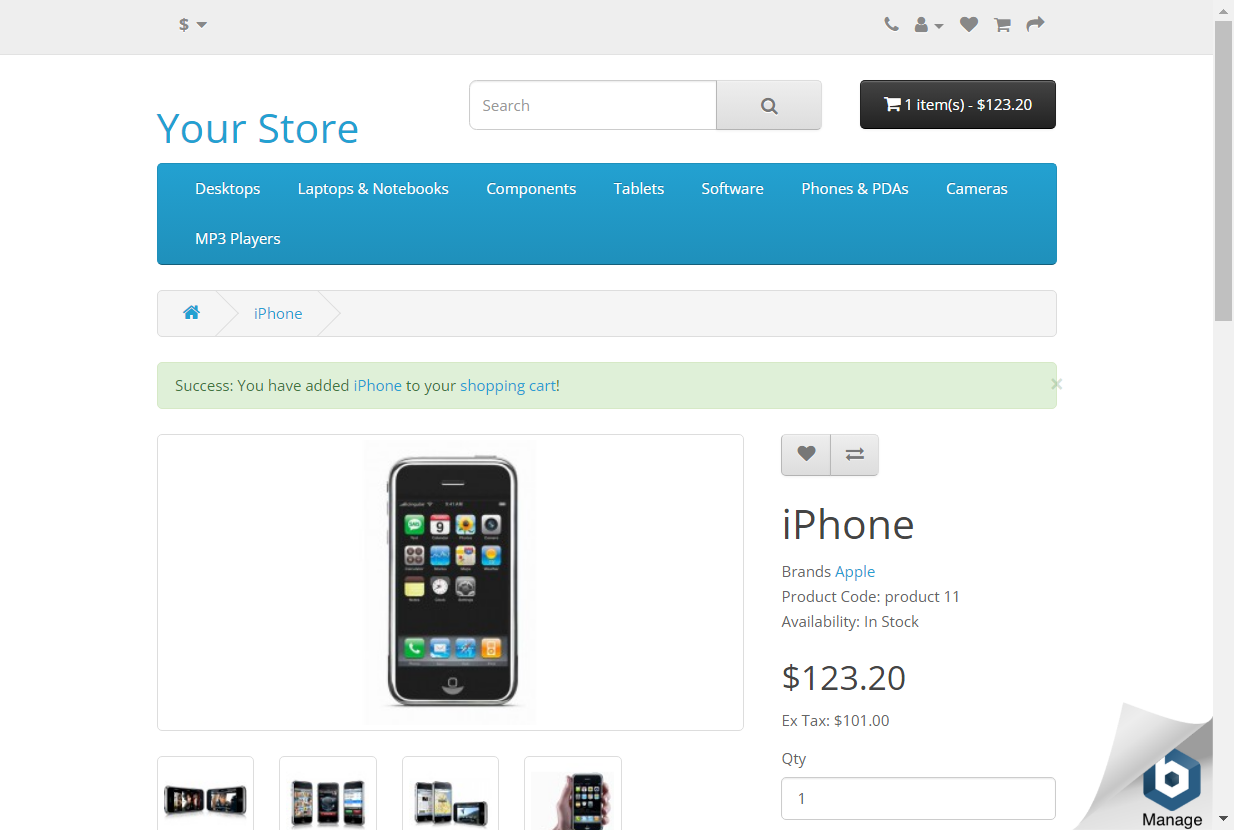 $
Search
1 item(s) - $123.20
Your Store
Desktops
Laptops & Notebooks
Components
Tablets
Software
Phones & PDAs
Cameras
MP3 Players
iPhone
Success: You have added iPhone to your shopping cart!
×
iPhone
Brands Apple
Product Code: product 11
Availability: In Stock
$123.20
Ex Tax: $101.00
Qty
1
9
Manage